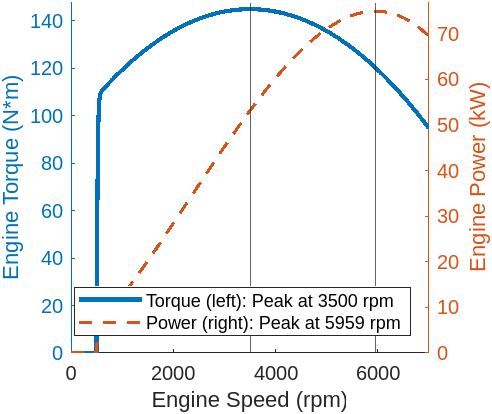 140
120
100
80
60
40
20
0
Engine Torque (N*m)
70
60
50
40
30
20
10
0
Engine Power (kW)
Torque (left): Peak at 3500 rpm
Power (right): Peak at 5959 rpm
0 2000 4000 6000
Engine Speed (rpm)